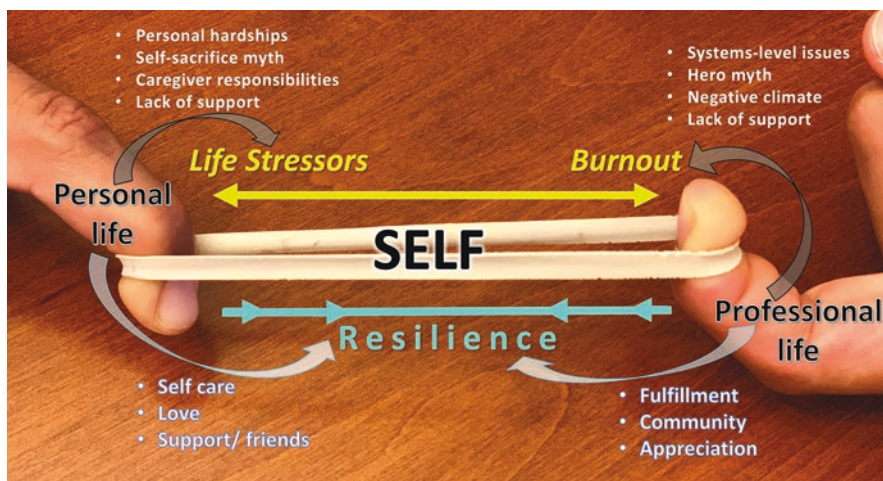 • Personal hardships
• Self-sacrifice myth
• Caregiver responsibilities
• Lack of support
• Systems-level issues
• Hero myth
• Negative climate
• Lack of support
Life Stressors
Burnout
Personal
life
SELF
Professional
life
Resilience
• Self care
• Love
• Support/ friends
• Fulfillment
• Community
• Appreciation